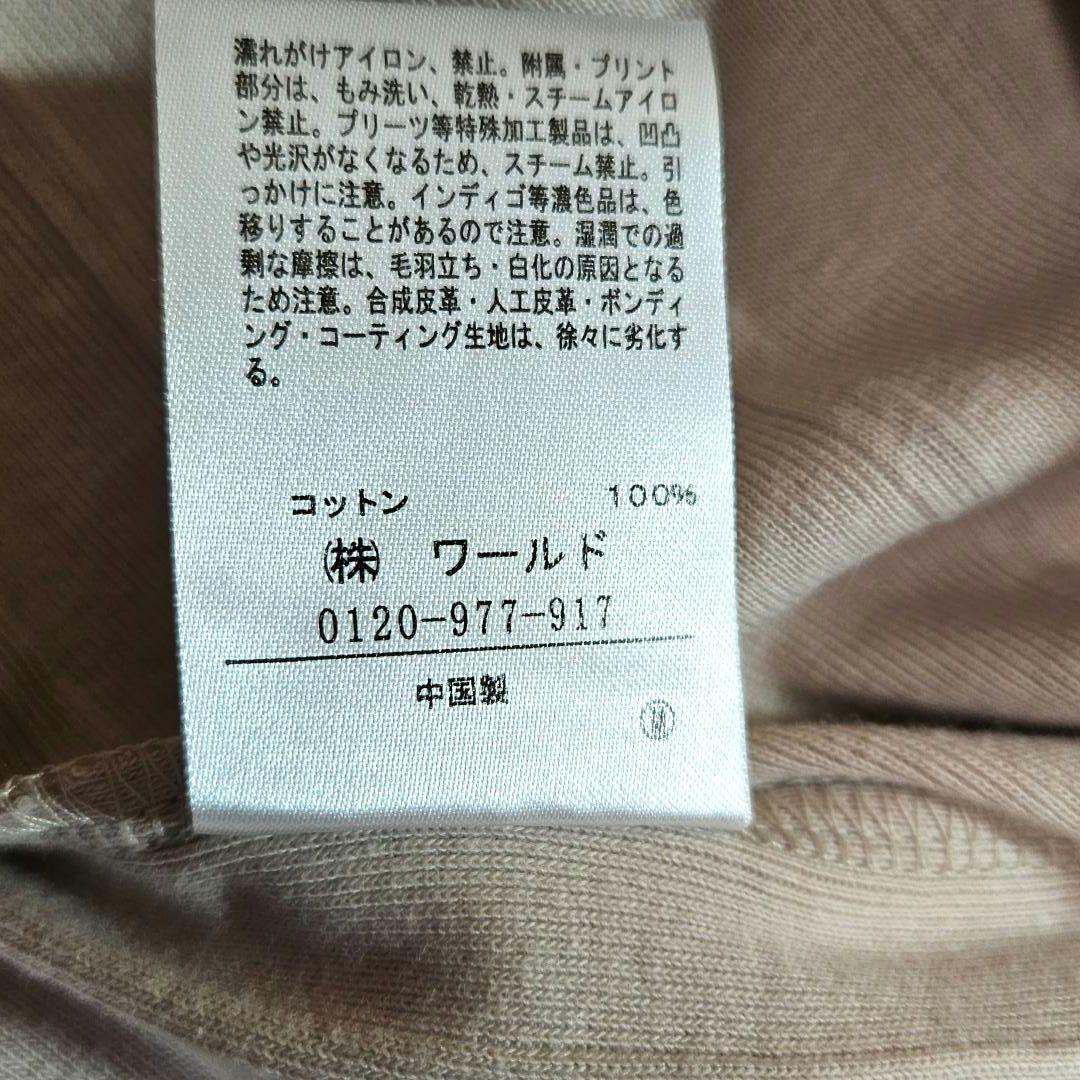 濡れがけアイロン、禁止。附属・プリント
部分は、もみ洗い、乾熱・スチームアイロ
ン禁止。プリーツ等特殊加工製品は、凹凸
や光沢がなくなるため、スチーム禁止。引
っかけに注意。インディゴ等濃色品は、色
移りすることがあるので注意。湿潤での過
剰な摩擦は、毛羽立ち・白化の原因となる
ため注意。合成皮革・人工皮革・ボンディ
ング・コーティング生地は、徐々に劣化す
る。
コットン 100%
㈱ ワールド
0120-977-917
中国製